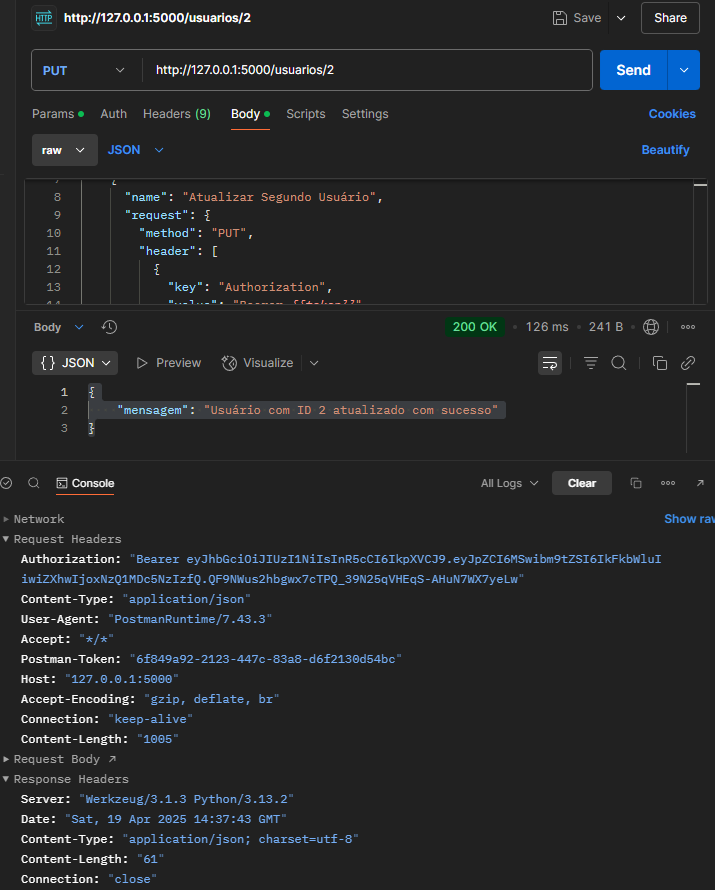 HTTP http://127.0.0.1:5000/usuarios/2 Save Share
PUT http://127.0.0.1:5000/usuarios/2 Send
Params Auth Headers (9) Body Scripts Settings Cookies
raw JSON Beautify
8 "name": "Atualizar Segundo Usuário",
9 "request": {
10 "method": "PUT",
11 "header": [
12 {
13 "key": "Authorization",
14 "value": "Bearer {{token}}"
Body 200 OK • 126 ms • 241 B
{} JSON Preview Visualize
1 {
2 "mensagem": "Usuário com ID 2 atualizado com sucesso"
3 }
Console All Logs Clear
Network Show raw
Request Headers
Authorization: "Bearer eyJhbGciOiJIUzI1NiIsInR5cCI6IkpXVCJ9.eyJpZCI6MSwibm9tZSI6IkFkbWluI
iwiZXhwIjoxNzQ1MDc5NzIzfQ.QF9NWus2hbgwx7cTPQ_39N25qVHEqS-AHuN7WX7yeLw"
Content-Type: "application/json"
User-Agent: "PostmanRuntime/7.43.3"
Accept: "*/*"
Postman-Token: "6f849a92-2123-447c-83a8-d6f2130d54bc"
Host: "127.0.0.1:5000"
Accept-Encoding: "gzip, deflate, br"
Connection: "keep-alive"
Content-Length: "1005"
Request Body
Response Headers
Server: "Werkzeug/3.1.3 Python/3.13.2"
Date: "Sat, 19 Apr 2025 14:37:43 GMT"
Content-Type: "application/json; charset=utf-8"
Content-Length: "61"
Connection: "close"